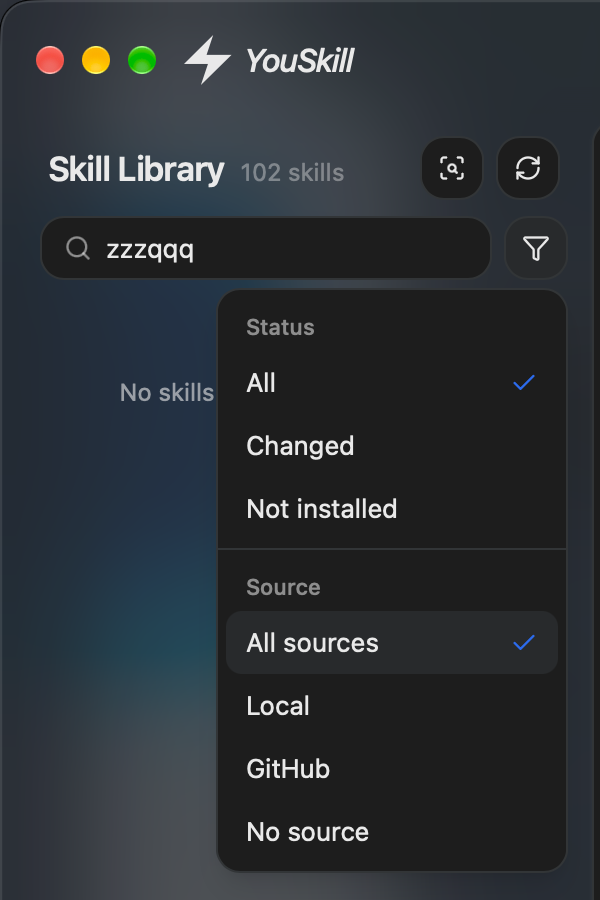 YouSkill
Skill Library 102 skills
zzzqqq
No skills
Status
All
Changed
Not installed
Source
All sources
Local
GitHub
No source